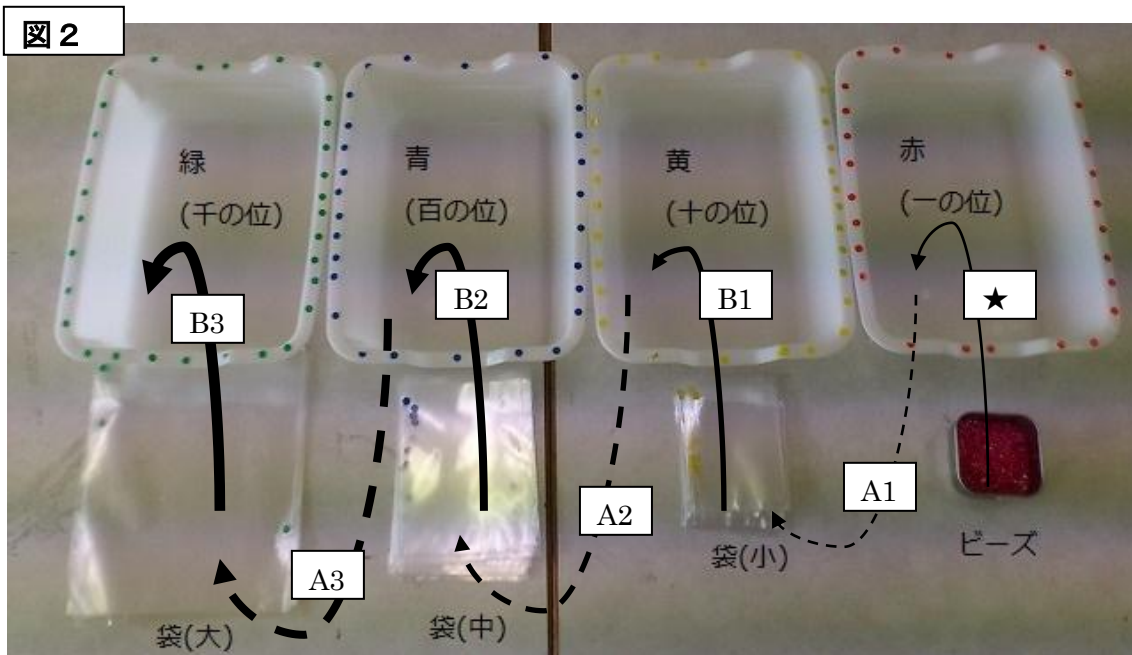 図2
緑
(千の位)
青
(百の位)
黄
(十の位)
赤
(一の位)
B3
B2
B1
★
A3
A2
A1
袋(大)
袋(中)
袋(小)
ビーズ